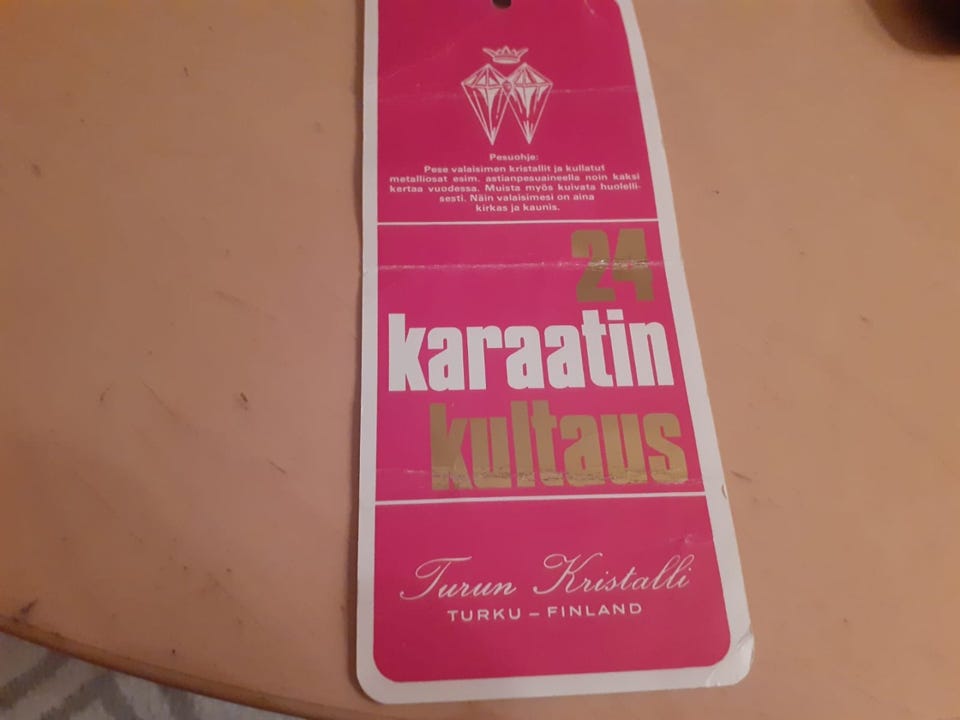 Pesuohje:
Pese valaisimen kristallit ja kullatut
metalliosat esim. astianpesuaineella noin kaksi
kertaa vuodessa. Muista myös kuivata huolelli-
sesti. Näin valaisimesi on aina
kirkas ja kaunis.
24
karaatin
kultaus
Turun Kristalli
TURKU – FINLAND